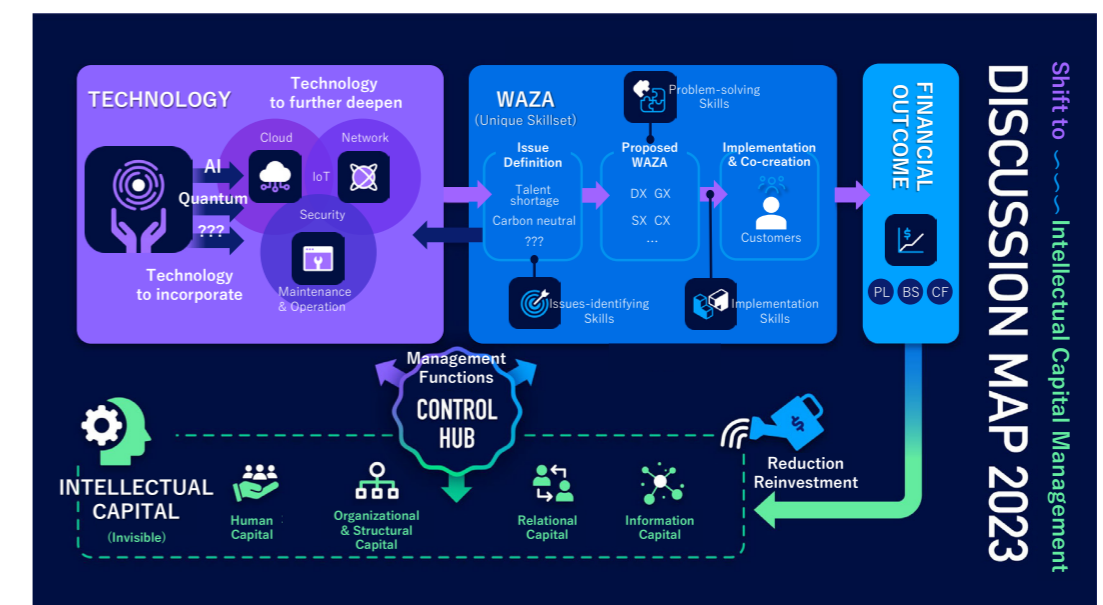 TECHNOLOGY
Technology
to further deepen
Cloud
Network
AI
IoT
Quantum
Security
???
Technology
to incorporate
Maintenance
& Operation
WAZA
(Unique Skillset)
Problem-solving
Skills
Issue
Definition
Talent
shortage
Carbon neutral
???
Proposed
WAZA
DX GX
SX CX
...
Implementation
& Co-creation
Customers
Issues-identifying
Skills
Implementation
Skills
FINANCIAL
OUTCOME
$
PL
BS
CF
Management
Functions
CONTROL
HUB
INTELLECTUAL
CAPITAL
(Invisible)
Human
Capital
Organizational
& Structural
Capital
Relational
Capital
Information
Capital
$
Reduction
Reinvestment
Shift to 〜〜〜 Intellectual Capital Management
DISCUSSION MAP 2023